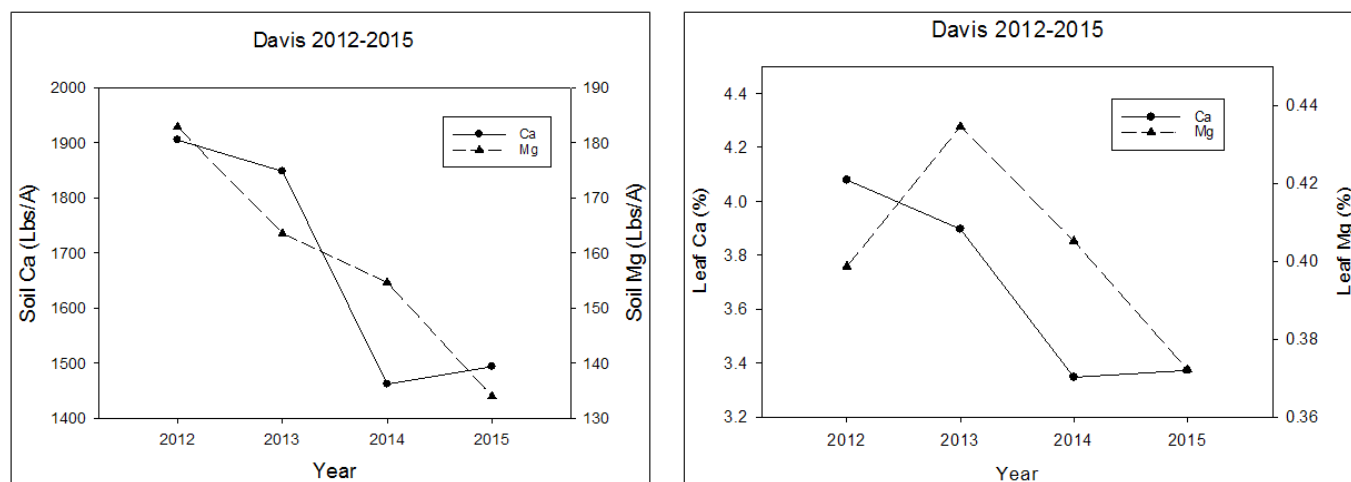 Davis 2012-2015
2000
1900
1800
1700
1600
1500
1400
Soil Ca (Lbs/A)
190
180
170
160
150
140
130
Soil Mg (Lbs/A)
Ca
Mg
2012 2013 2014 2015
Year
Davis 2012-2015
4.4
4.2
4.0
3.8
3.6
3.4
3.2
Leaf Ca (%)
0.44
0.42
0.40
0.38
0.36
Leaf Mg (%)
Ca
Mg
2012 2013 2014 2015
Year